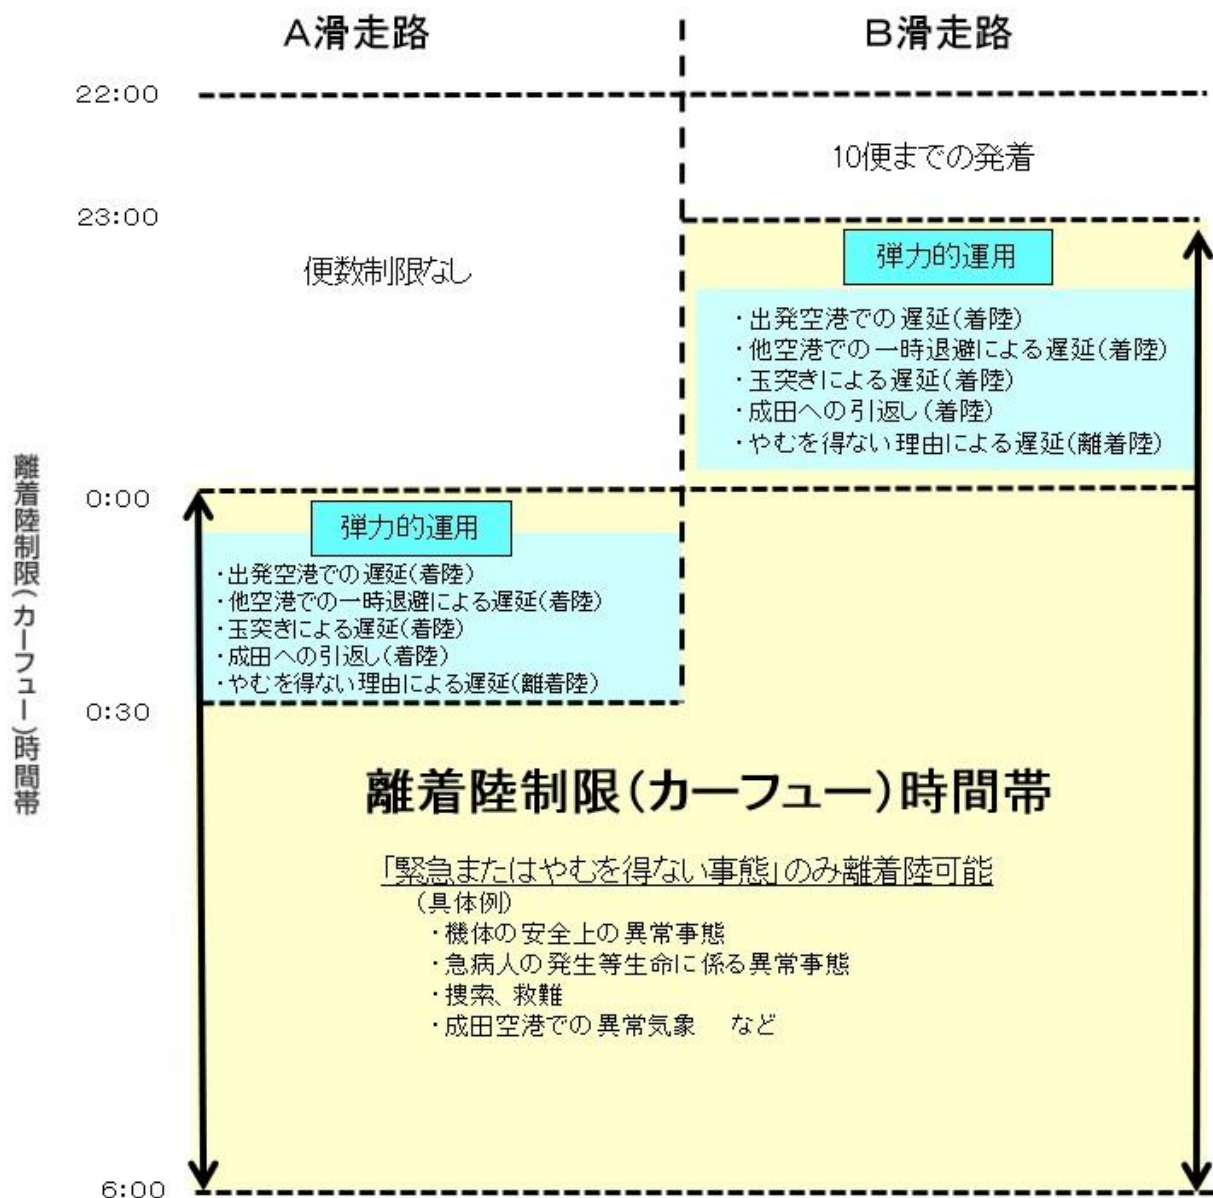 A滑走路
B滑走路
22:00
10便までの発着
23:00
便数制限なし
弾力的運用
・出発空港での遅延(着陸)
・他空港での一時退避による遅延(着陸)
・玉突きによる遅延(着陸)
・成田への引返し(着陸)
・やむを得ない理由による遅延(離着陸)
離着陸制限(カーフュー)時間帯
0:00
弾力的運用
・出発空港での遅延(着陸)
・他空港での一時退避による遅延(着陸)
・玉突きによる遅延(着陸)
・成田への引返し(着陸)
・やむを得ない理由による遅延(離着陸)
0:30
離着陸制限(カーフュー)時間帯
「緊急またはやむを得ない事態」のみ離着陸可能
(具体例)
・機体の安全上の異常事態
・急病人の発生等生命に係る異常事態
・捜索、救難
・成田空港での異常気象　など
6:00